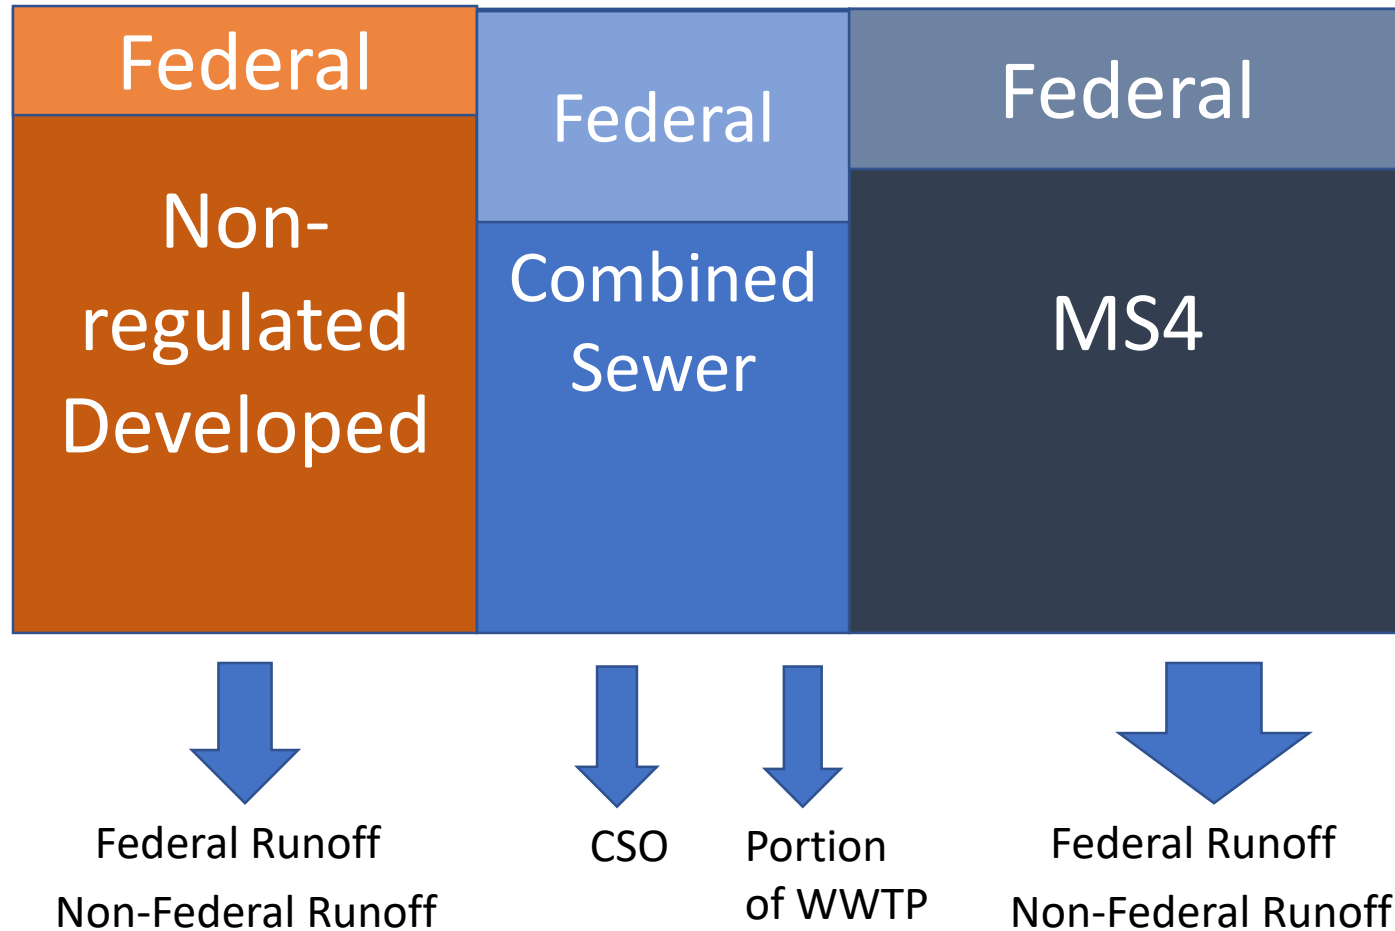 Federal
Non-
regulated
Developed
Federal
Combined
Sewer
Federal
MS4
Federal Runoff
Non-Federal Runoff
CSO
Portion
of WWTP
Federal Runoff
Non-Federal Runoff